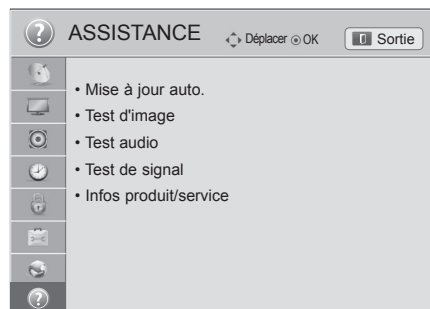 ASSISTANCE Déplacer OK Sortie
• Mise à jour auto.
• Test d'image
• Test audio
• Test de signal
• Infos produit/service